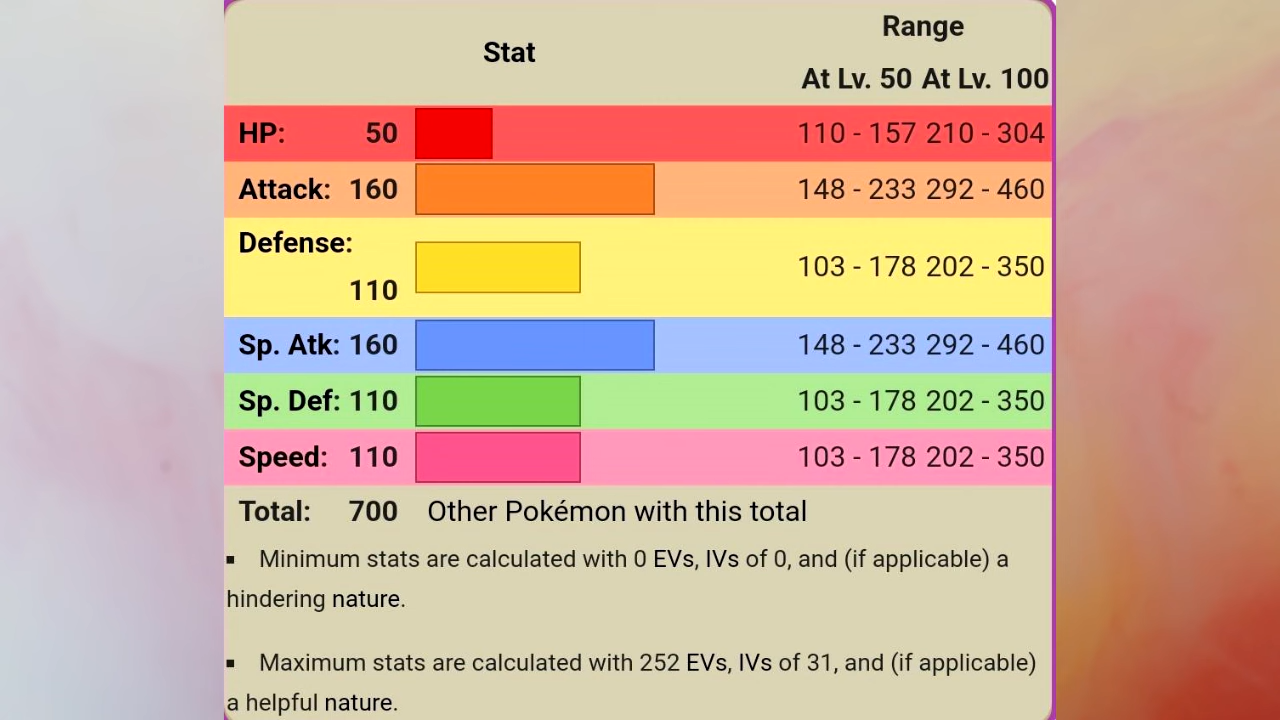 Stat
Range
At Lv. 50 At Lv. 100
HP: 50 110 - 157 210 - 304
Attack: 160 148 - 233 292 - 460
Defense:
110 103 - 178 202 - 350
Sp. Atk: 160 148 - 233 292 - 460
Sp. Def: 110 103 - 178 202 - 350
Speed: 110 103 - 178 202 - 350
Total: 700 Other Pokémon with this total
▪ Minimum stats are calculated with 0 EVs, IVs of 0, and (if applicable) a
hindering nature.
▪ Maximum stats are calculated with 252 EVs, IVs of 31, and (if applicable)
a helpful nature.